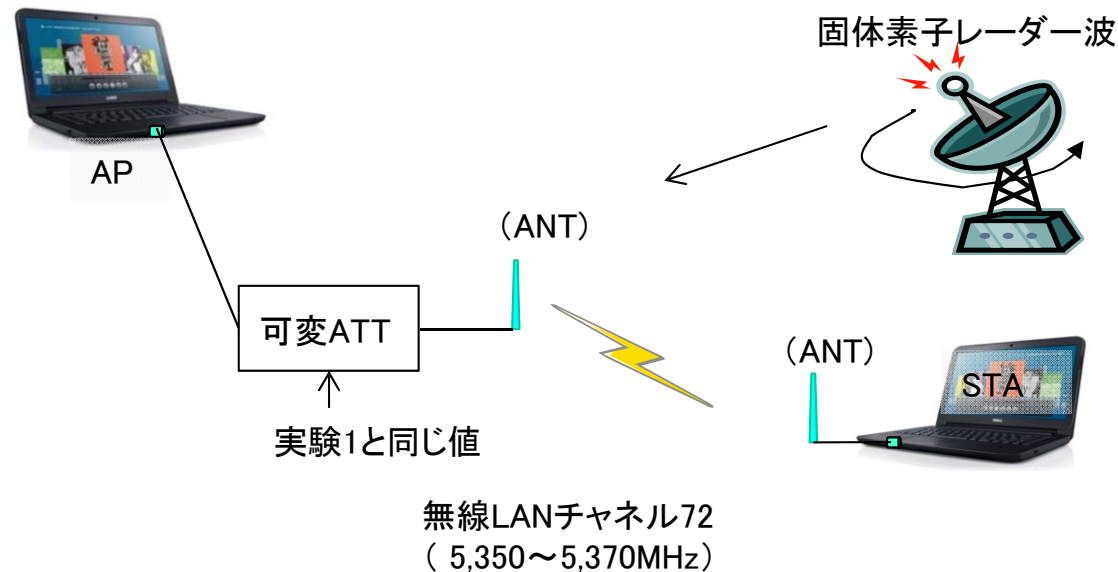 固体素子レーダー波
AP
(ANT)
可変ATT
(ANT)
STA
実験1と同じ値
無線LANチャネル72
( 5,350~5,370MHz)